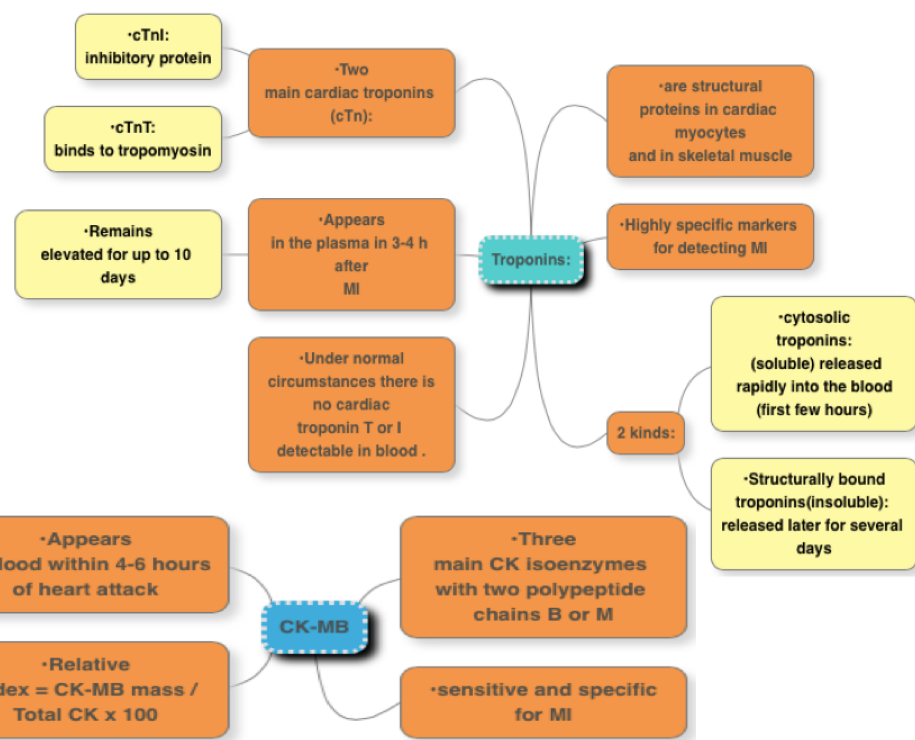 •cTnI:
inhibitory protein
•cTnT:
binds to tropomyosin
•Two
main cardiac troponins
(cTn):
•Remains
elevated for up to 10
days
•Appears
in the plasma in 3-4 h
after
MI
•Under normal
circumstances there is
no cardiac
troponin T or I
detectable in blood .
Troponins:
•are structural
proteins in cardiac
myocytes
and in skeletal muscle
•Highly specific markers
for detecting MI
2 kinds:
•cytosolic
troponins:
(soluble) released
rapidly into the blood
(first few hours)
•Structurally bound
troponins(insoluble):
released later for several
days
•Appears
within 4-6 hours
of heart attack
•Relative
= CK-MB mass /
Total CK x 100
CK-MB
•Three
main CK isoenzymes
with two polypeptide
chains B or M
•sensitive and specific
for MI